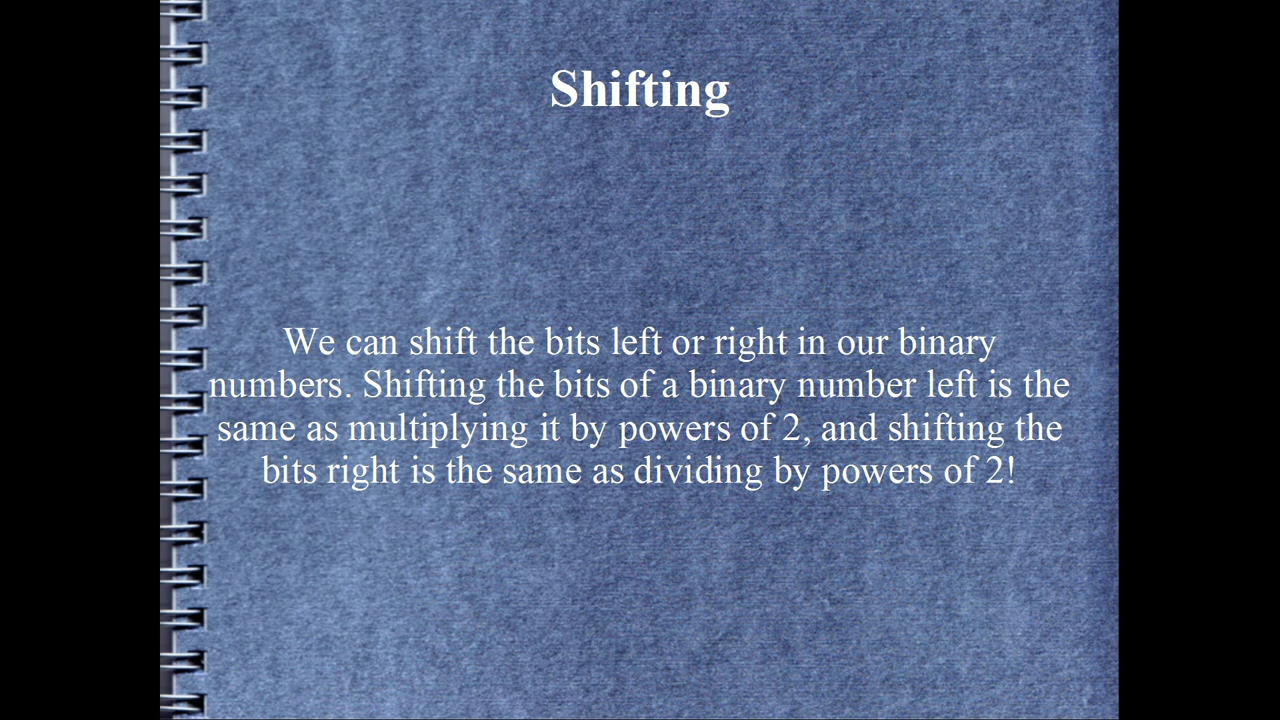 Shifting
We can shift the bits left or right in our binary
numbers. Shifting the bits of a binary number left is the
same as multiplying it by powers of 2, and shifting the
bits right is the same as dividing by powers of 2!